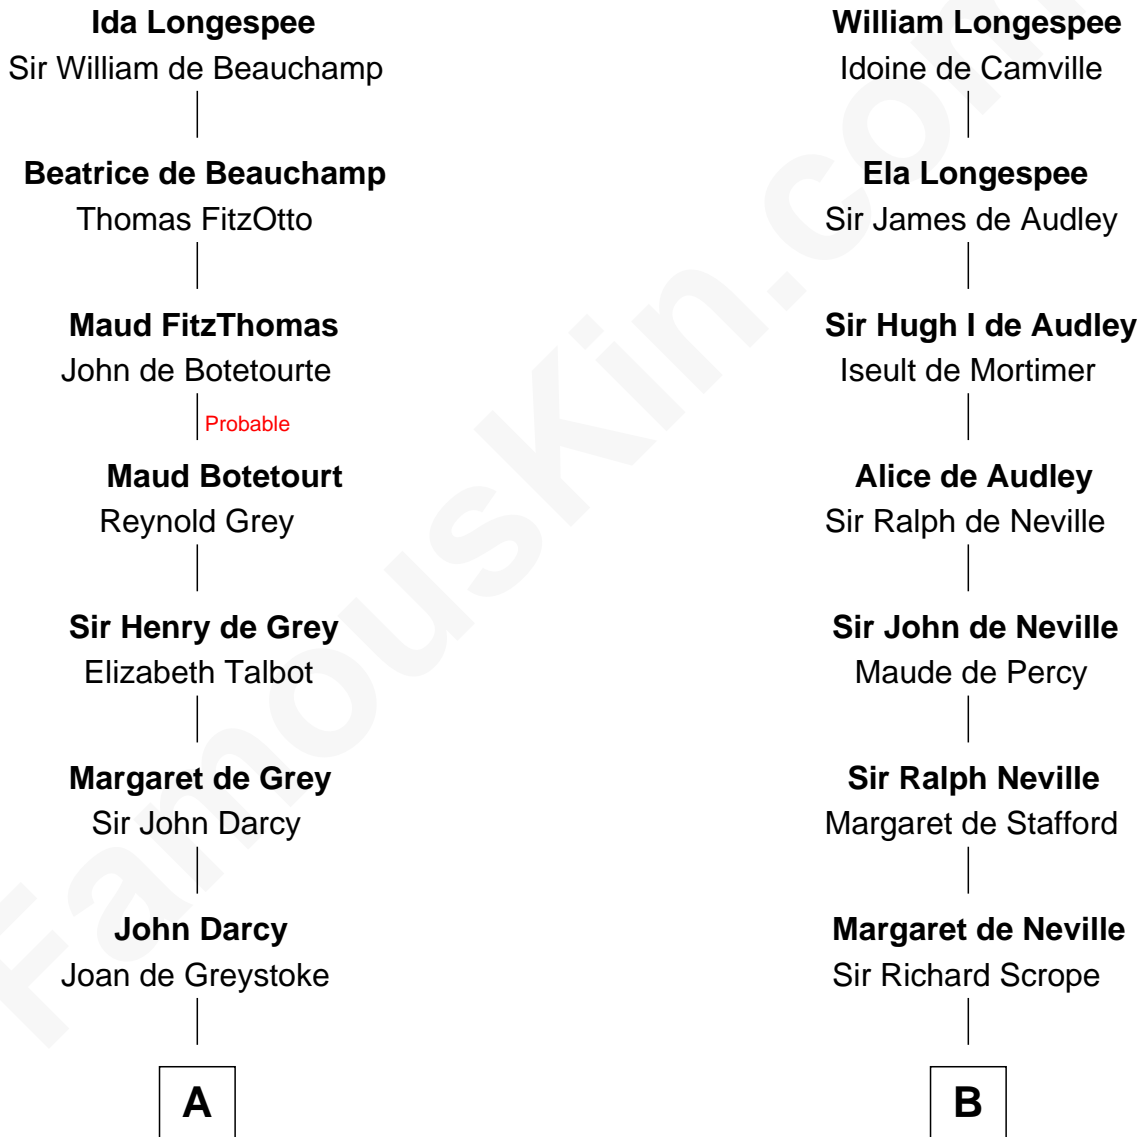 Ida Longespee
Sir William de Beauchamp
Beatrice de Beauchamp
Thomas FitzOtto
Maud FitzThomas
John de Botetourte
Probable
Maud Botetourt
Reynold Grey
Sir Henry de Grey
Elizabeth Talbot
Margaret de Grey
Sir John Darcy
John Darcy
Joan de Greystoke
A
William Longespee
Idoine de Camville
Ela Longespee
Sir James de Audley
Sir Hugh I de Audley
Iseult de Mortimer
Alice de Audley
Sir Ralph de Neville
Sir John de Neville
Maude de Percy
Sir Ralph Neville
Margaret de Stafford
Margaret de Neville
Sir Richard Scrope
B
FamousKin.com